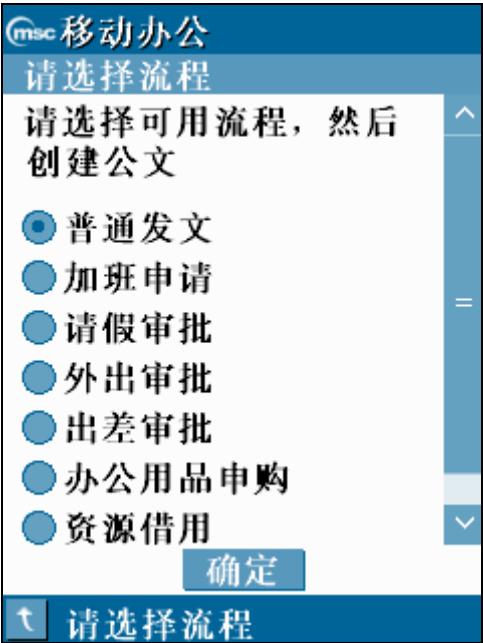 msc移动办公
请选择流程
请选择可用流程，然后
创建公文
普通发文
加班申请
请假审批
外出审批
出差审批
办公用品申购
资源借用
确定
请选择流程